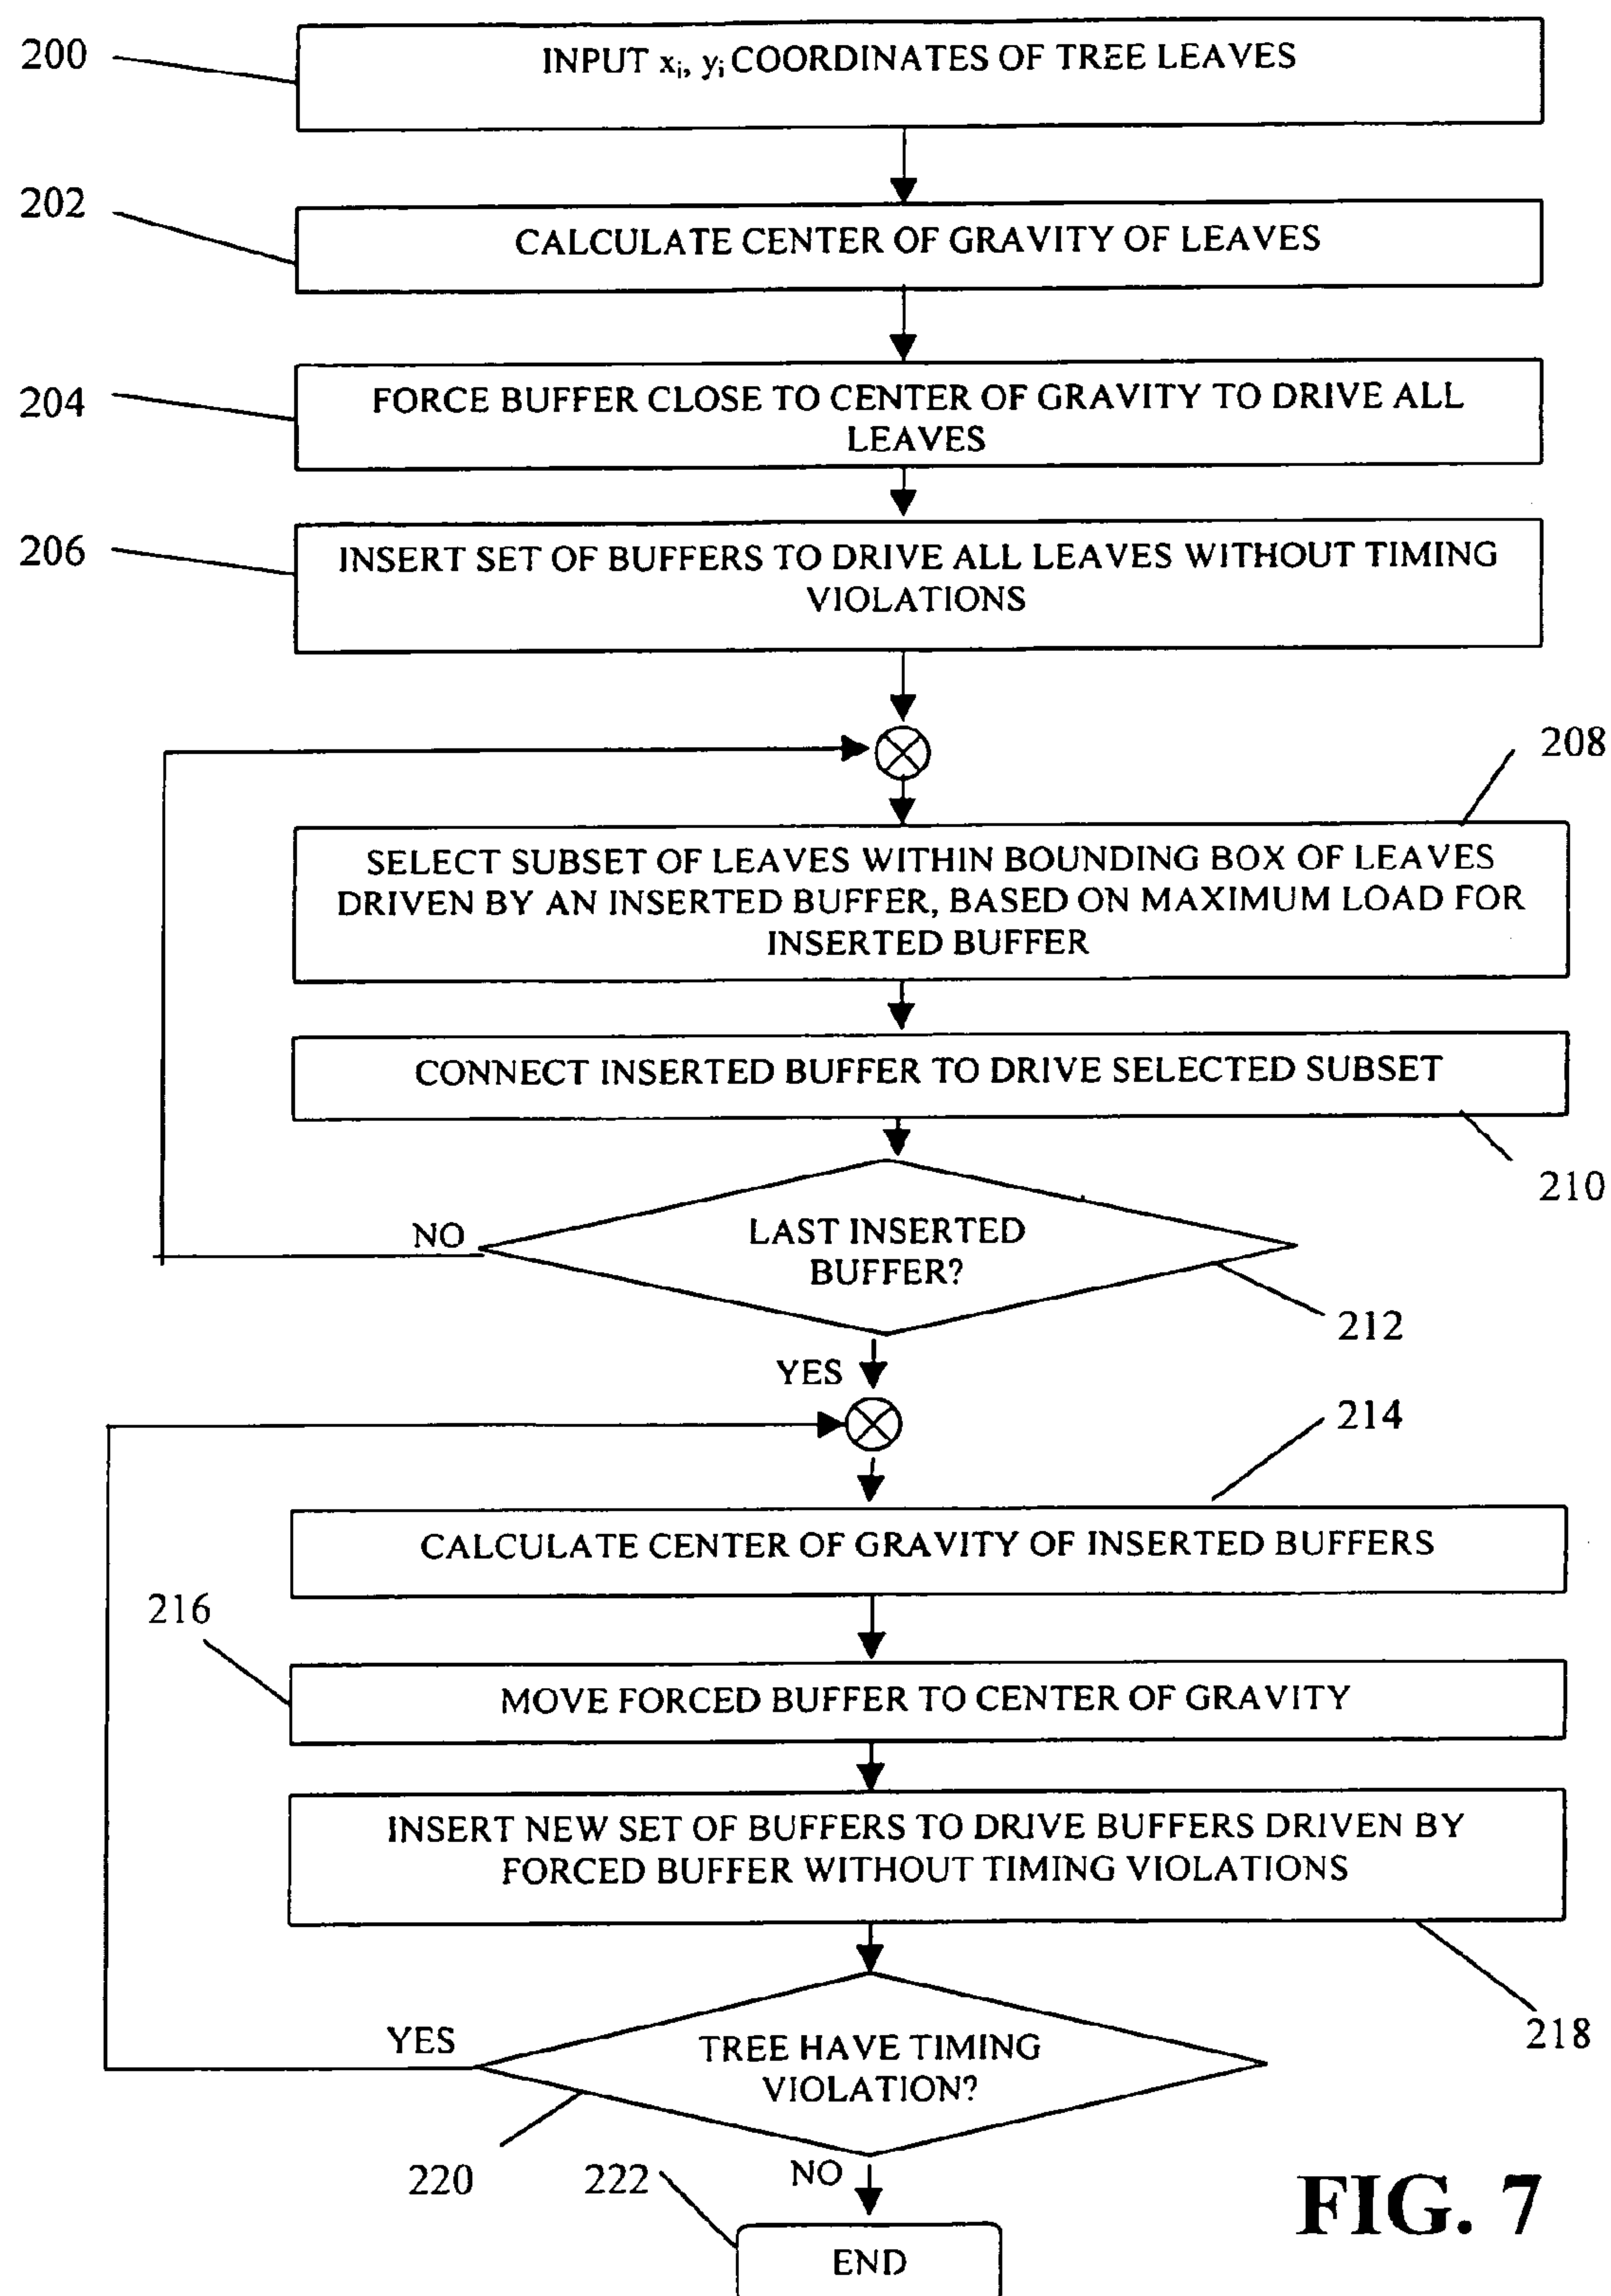 200
INPUT xi, yi COORDINATES OF TREE LEAVES
202
CALCULATE CENTER OF GRAVITY OF LEAVES
204
FORCE BUFFER CLOSE TO CENTER OF GRAVITY TO DRIVE ALL
LEAVES
206
INSERT SET OF BUFFERS TO DRIVE ALL LEAVES WITHOUT TIMING
VIOLATIONS
208
SELECT SUBSET OF LEAVES WITHIN BOUNDING BOX OF LEAVES
DRIVEN BY AN INSERTED BUFFER, BASED ON MAXIMUM LOAD FOR
INSERTED BUFFER
CONNECT INSERTED BUFFER TO DRIVE SELECTED SUBSET
210
NO
LAST INSERTED
BUFFER?
212
YES
214
CALCULATE CENTER OF GRAVITY OF INSERTED BUFFERS
216
MOVE FORCED BUFFER TO CENTER OF GRAVITY
INSERT NEW SET OF BUFFERS TO DRIVE BUFFERS DRIVEN BY
FORCED BUFFER WITHOUT TIMING VIOLATIONS
218
YES
TREE HAVE TIMING
VIOLATION?
220
222
NO
END
FIG. 7